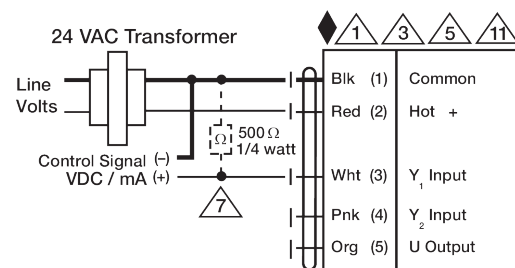 1 3 5 11
24 VAC Transformer
Line
Volts
Blk (1) Common
Red (2) Hot +
Ω 500 Ω
1/4 watt
Control Signal (–)
VDC / mA (+)
Wht (3) Y₁ Input
7
Pnk (4) Y₂ Input
Org (5) U Output